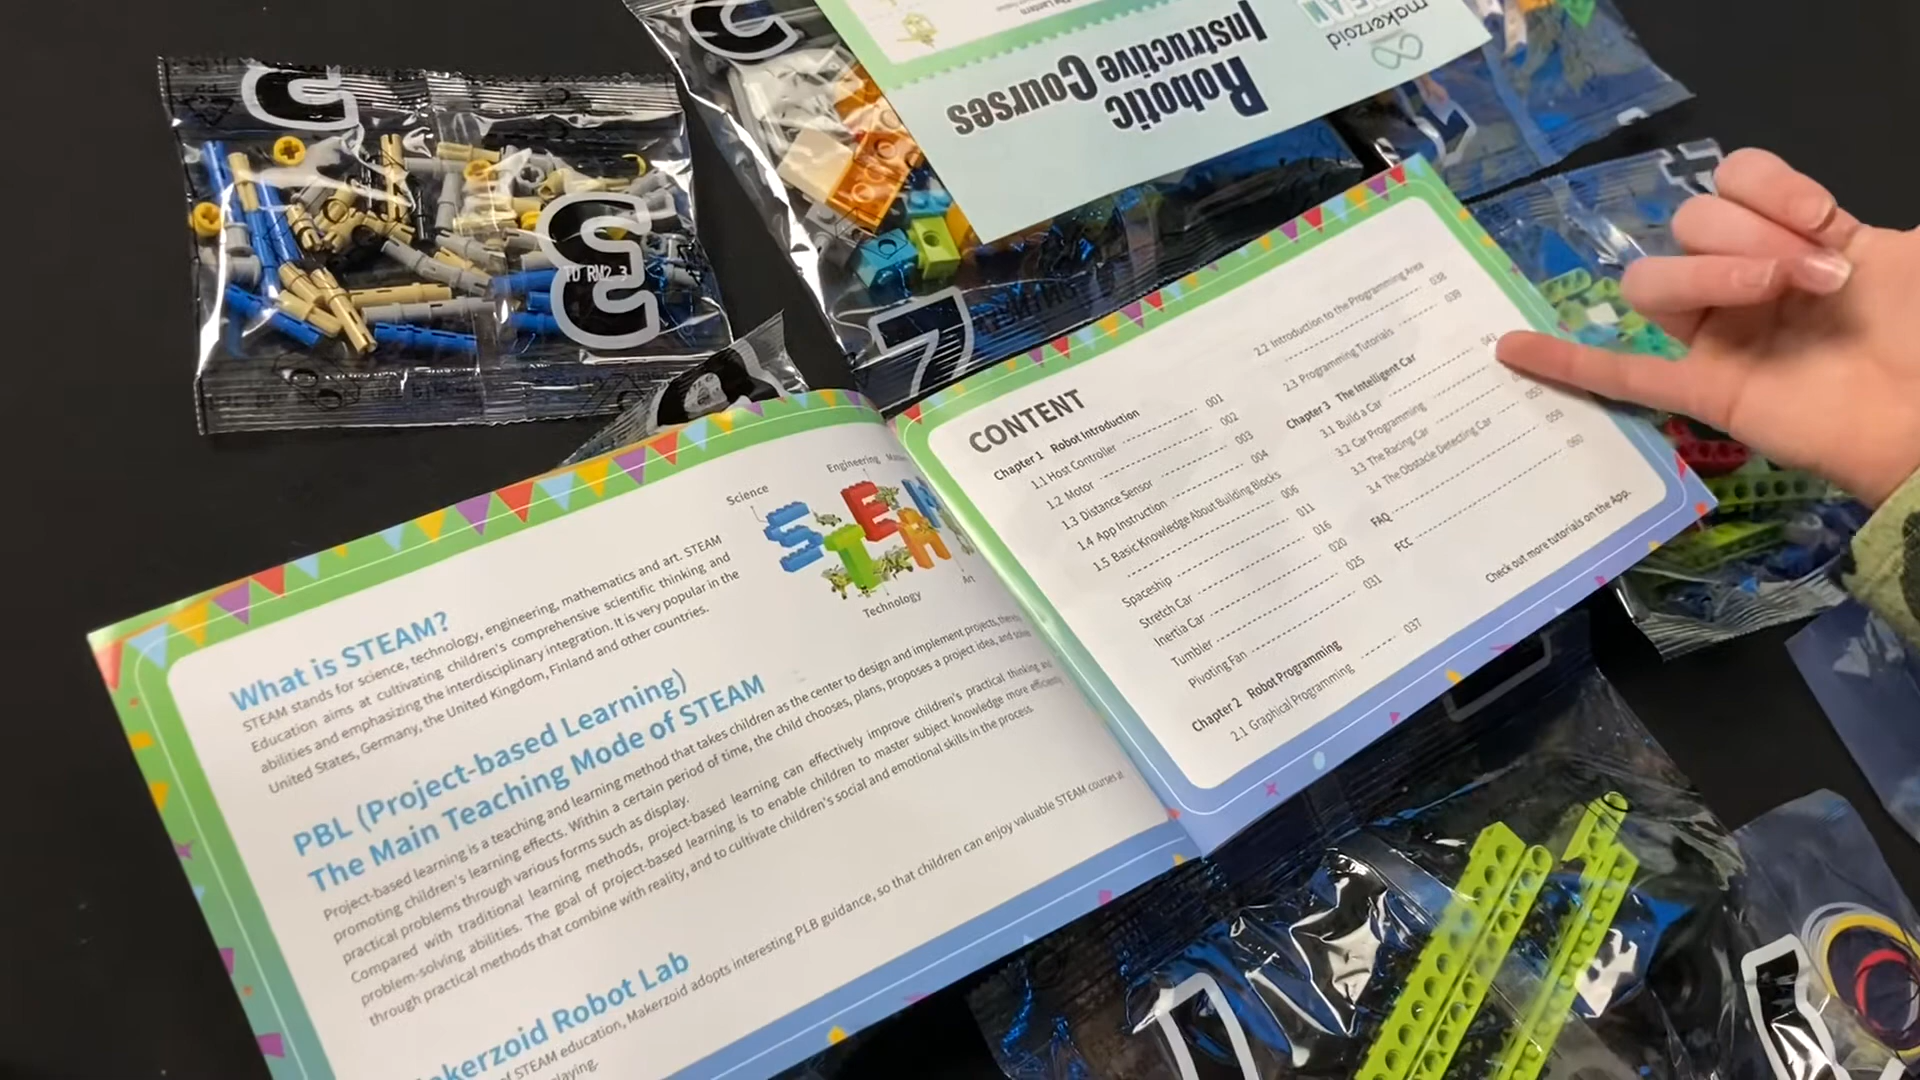 3
3
TD RM2 3
7
Robotic
Instructive Courses
makerzoid
What is STEAM?
STEAM stands for science, technology, engineering, mathematics and art. STEAM
Education aims at cultivating children's comprehensive scientific thinking and
abilities and emphasizing the interdisciplinary integration. It is very popular in the
United States, Germany, the United Kingdom, Finland and other countries.
Science
Engineering
Technology
Art
PBL (Project-based Learning)
The Main Teaching Mode of STEAM
Project-based learning is a teaching and learning method that takes children as the center to design and implement projects,
promoting children's learning effects. Within a certain period of time, the child chooses, plans, proposes a project idea, and
practical problems through various forms such as display.
Compared with traditional learning methods, project-based learning can effectively improve children's practical thinking and
problem-solving abilities. The goal of project-based learning is to enable children to master subject knowledge more efficiently
through practical methods that combine with reality, and to cultivate children's social and emotional skills in the process.
Robot Lab
of STEAM education, Makerzoid adopts interesting PLB guidance, so that children can enjoy valuable STEAM courses
playing.
CONTENT
Chapter 1 Robot Introduction
1.1 Host Controller 001
1.2 Motor 002
1.3 Distance Sensor 003
1.4 App Instruction 004
1.5 Basic Knowledge About Building Blocks
006
Spaceship 011
Stretch Car 016
Inertia Car 020
Tumbler 025
Pivoting Fan 031
Chapter 2 Robot Programming
2.1 Graphical Programming 037
2.2 Introduction to the Programming Area
038
2.3 Programming Tutorials 039
Chapter 3 The Intelligent Car
3.1 Build a Car 043
3.2 Car Programming
3.3 The Racing Car 055
3.4 The Obstacle Detecting Car
FAQ 059
FCC 060
Check out more tutorials on the App.